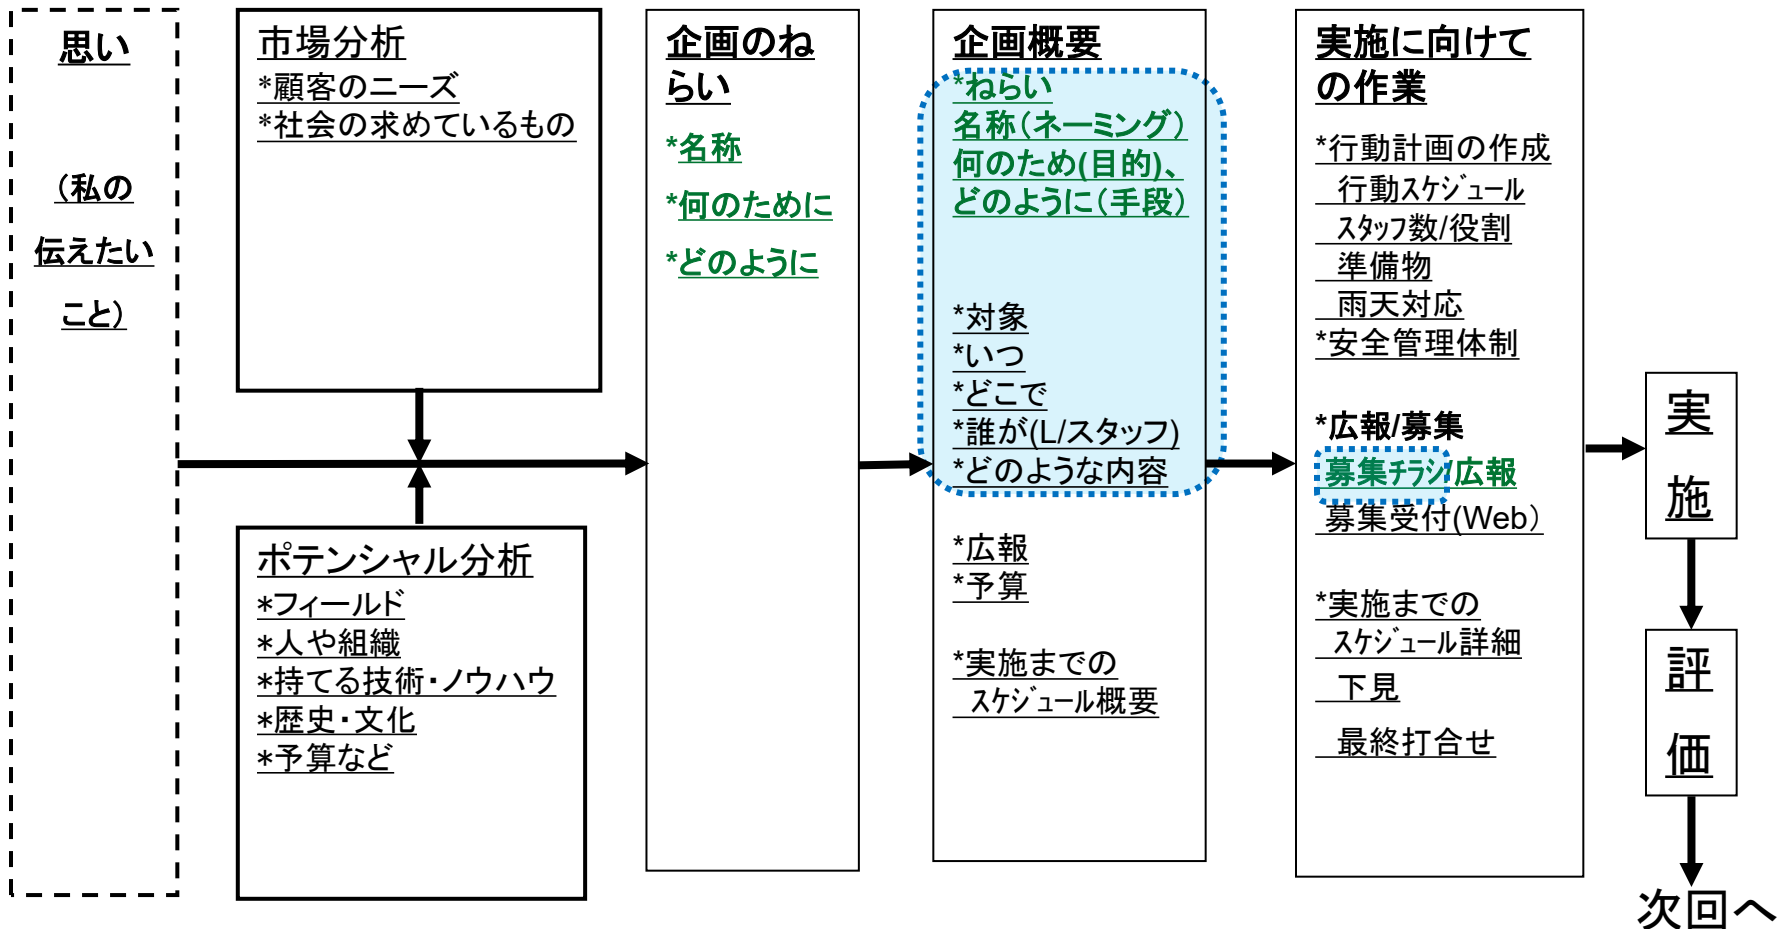 思い
（私の
伝えたい
こと）
市場分析
*顧客のニーズ
*社会の求めているもの
ポテンシャル分析
*フィールド
*人や組織
*持てる技術・ノウハウ
*歴史・文化
*予算など
企画のね
らい
*名称
*何のために
*どのように
企画概要
*ねらい
名称（ネーミング）
何のため(目的)、
どのように（手段）
*対象
*いつ
*どこで
*誰が(L/スタッフ)
*どのような内容
*広報
*予算
*実施までの
ｽｹｼﾞｭｰﾙ概要
実施に向けて
の作業
*行動計画の作成
行動ｽｹｼﾞｭｰﾙ
ｽﾀｯﾌ数/役割
準備物
雨天対応
*安全管理体制
*広報/募集
募集ﾁﾗｼ/広報
募集受付(Web）
*実施までの
ｽｹｼﾞｭｰﾙ詳細
下見
最終打合せ
実
施
評
価
次回へ